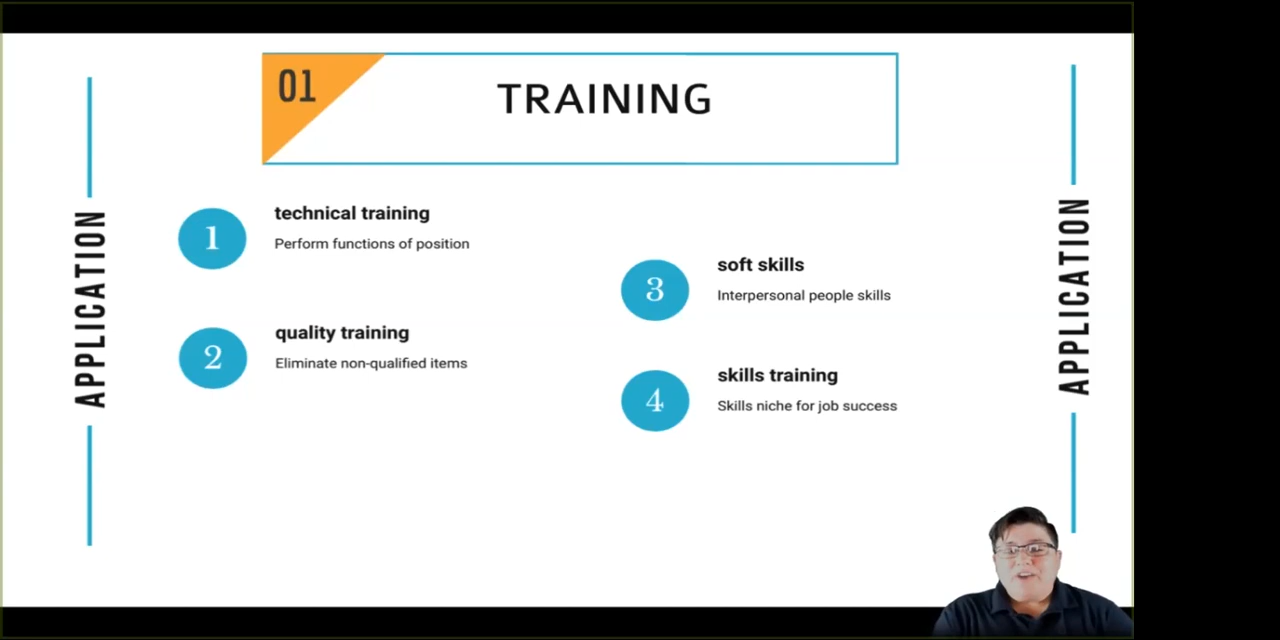 01
TRAINING
APPLICATION
1
technical training
Perform functions of position
2
quality training
Eliminate non-qualified items
3
soft skills
Interpersonal people skills
4
skills training
Skills niche for job success
APPLICATION